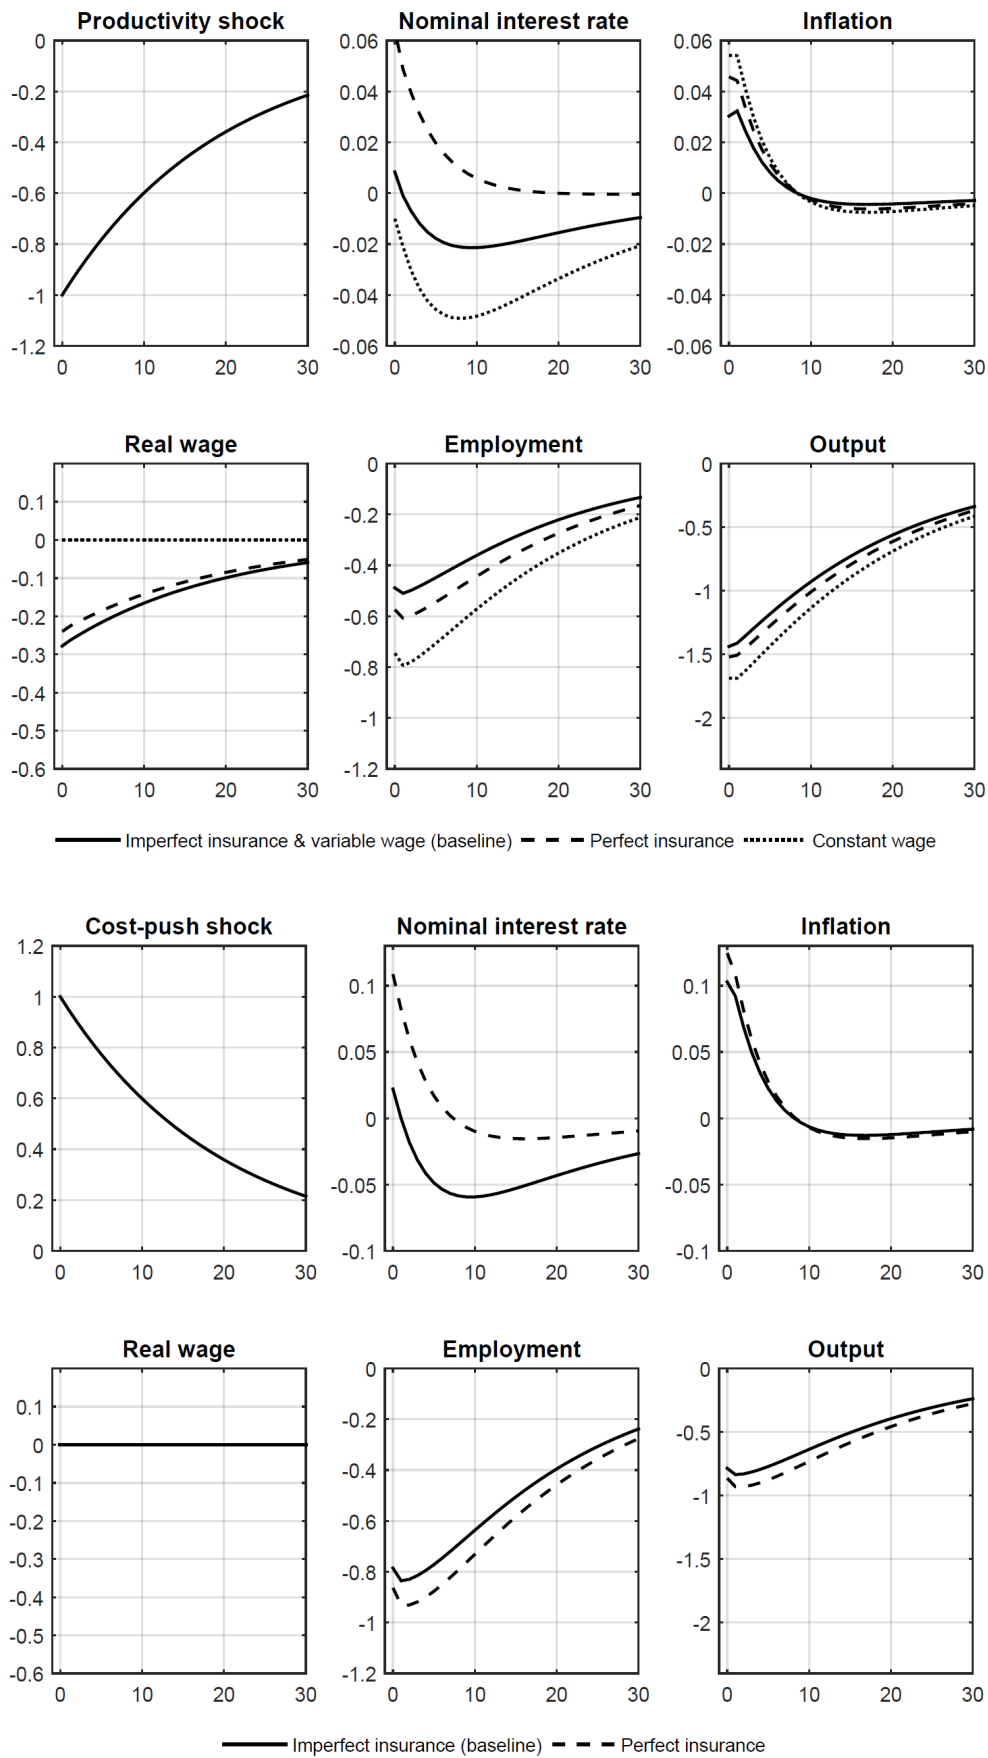 Productivity shock Nominal interest rate Inflation
0 0.06 0.06
-0.2 0.04 0.04
-0.4 0.02 0.02
-0.6 0 0
-0.8 -0.02 -0.02
-1 -0.04 -0.04
-1.2 -0.06 -0.06
0 10 20 30 0 10 20 30 0 10 20 30
Real wage Employment Output
0.1 0 0
0 -0.2 -0.5
-0.1 -0.4 -1
-0.2 -0.6 -1.5
-0.3 -0.8 -2
-0.4 -1
-0.5 -1.2
-0.6
0 10 20 30 0 10 20 30 0 10 20 30
Imperfect insurance & variable wage (baseline) Perfect insurance Constant wage
Cost-push shock Nominal interest rate Inflation
1.2 0.1 0.1
1 0.05 0.05
0.8 0 0
0.6 -0.05 -0.05
0.4 -0.1 -0.1
0.2
0
0 10 20 30 0 10 20 30 0 10 20 30
Real wage Employment Output
0.1 0 0
0 -0.2 -0.5
-0.1 -0.4 -1
-0.2 -0.6 -1.5
-0.3 -0.8 -2
-0.4 -1
-0.5 -1.2
-0.6
0 10 20 30 0 10 20 30 0 10 20 30
Imperfect insurance (baseline) Perfect insurance